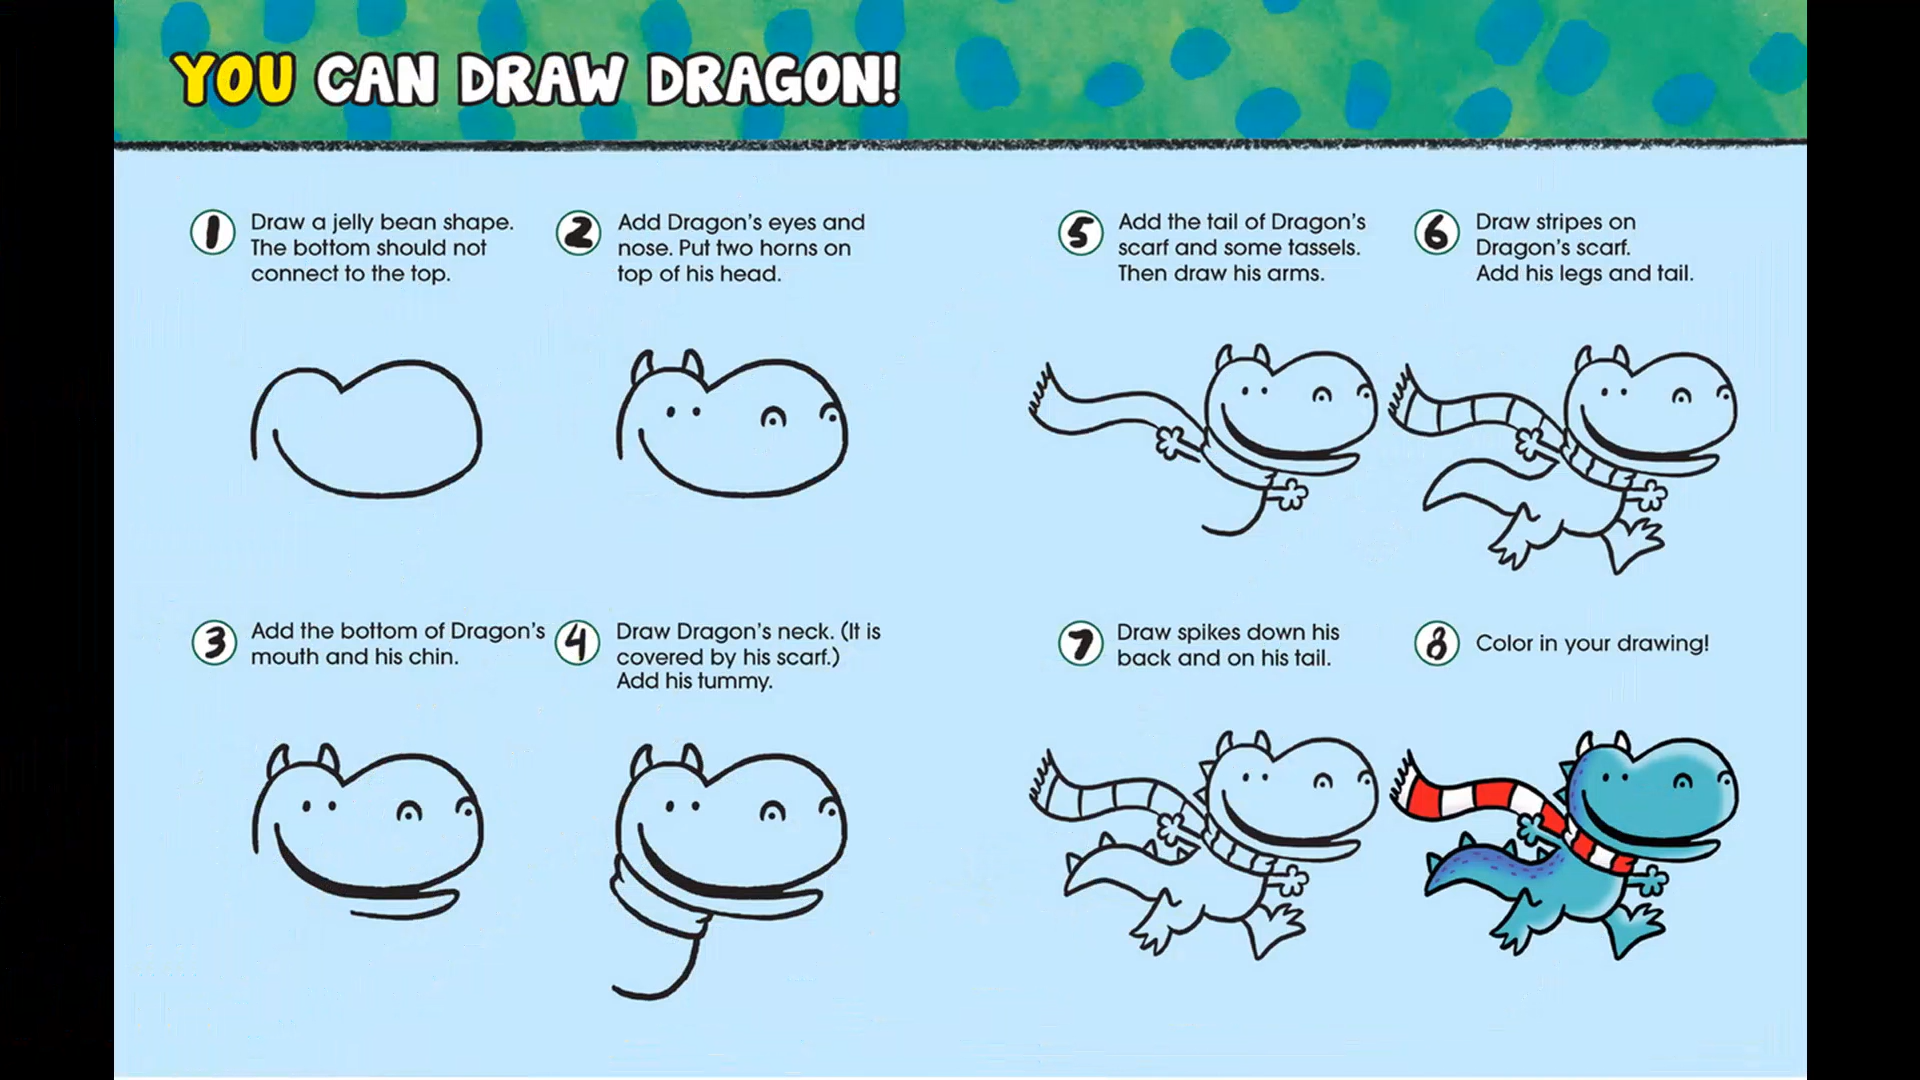 YOU CAN DRAW DRAGON!
1
Draw a jelly bean shape.
The bottom should not
connect to the top.
2
Add Dragon's eyes and
nose. Put two horns on
top of his head.
3
Add the bottom of Dragon's
mouth and his chin.
4
Draw Dragon's neck. (It is
covered by his scarf.)
Add his tummy.
5
Add the tail of Dragon's
scarf and some tassels.
Then draw his arms.
6
Draw stripes on
Dragon's scarf.
Add his legs and tail.
7
Draw spikes down his
back and on his tail.
8
Color in your drawing!